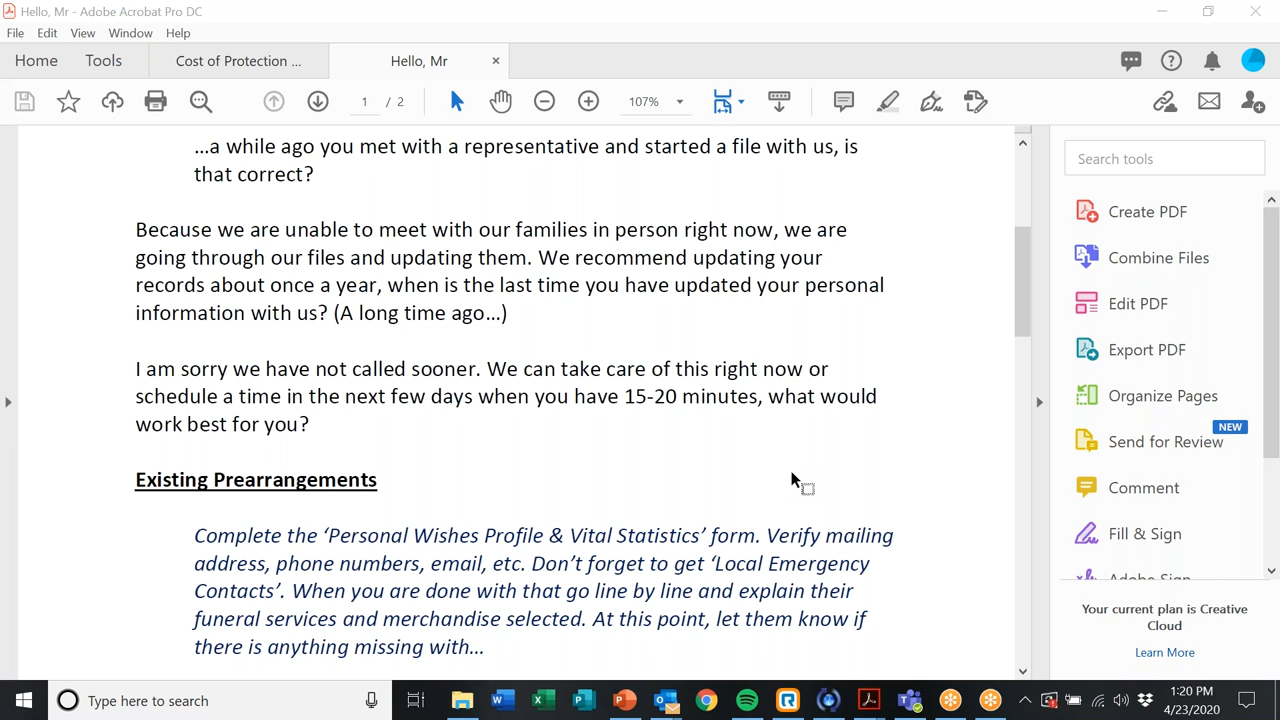 Hello, Mr - Adobe Acrobat Pro DC
File Edit View Window Help
Home Tools Cost of Protection ... Hello, Mr ×
1 / 2 107%
...a while ago you met with a representative and started a file with us, is
that correct?
Because we are unable to meet with our families in person right now, we are
going through our files and updating them. We recommend updating your
records about once a year, when is the last time you have updated your personal
information with us? (A long time ago...)
I am sorry we have not called sooner. We can take care of this right now or
schedule a time in the next few days when you have 15-20 minutes, what would
work best for you?
Existing Prearrangements
Complete the ‘Personal Wishes Profile & Vital Statistics’ form. Verify mailing
address, phone numbers, email, etc. Don’t forget to get ‘Local Emergency
Contacts’. When you are done with that go line by line and explain their
funeral services and merchandise selected. At this point, let them know if
there is anything missing with...
Search tools
Create PDF
Combine Files
Edit PDF
Export PDF
Organize Pages
NEW
Send for Review
Comment
Fill & Sign
Adobe Sign
Your current plan is Creative
Cloud
Learn More
Type here to search
1:20 PM
4/23/2020